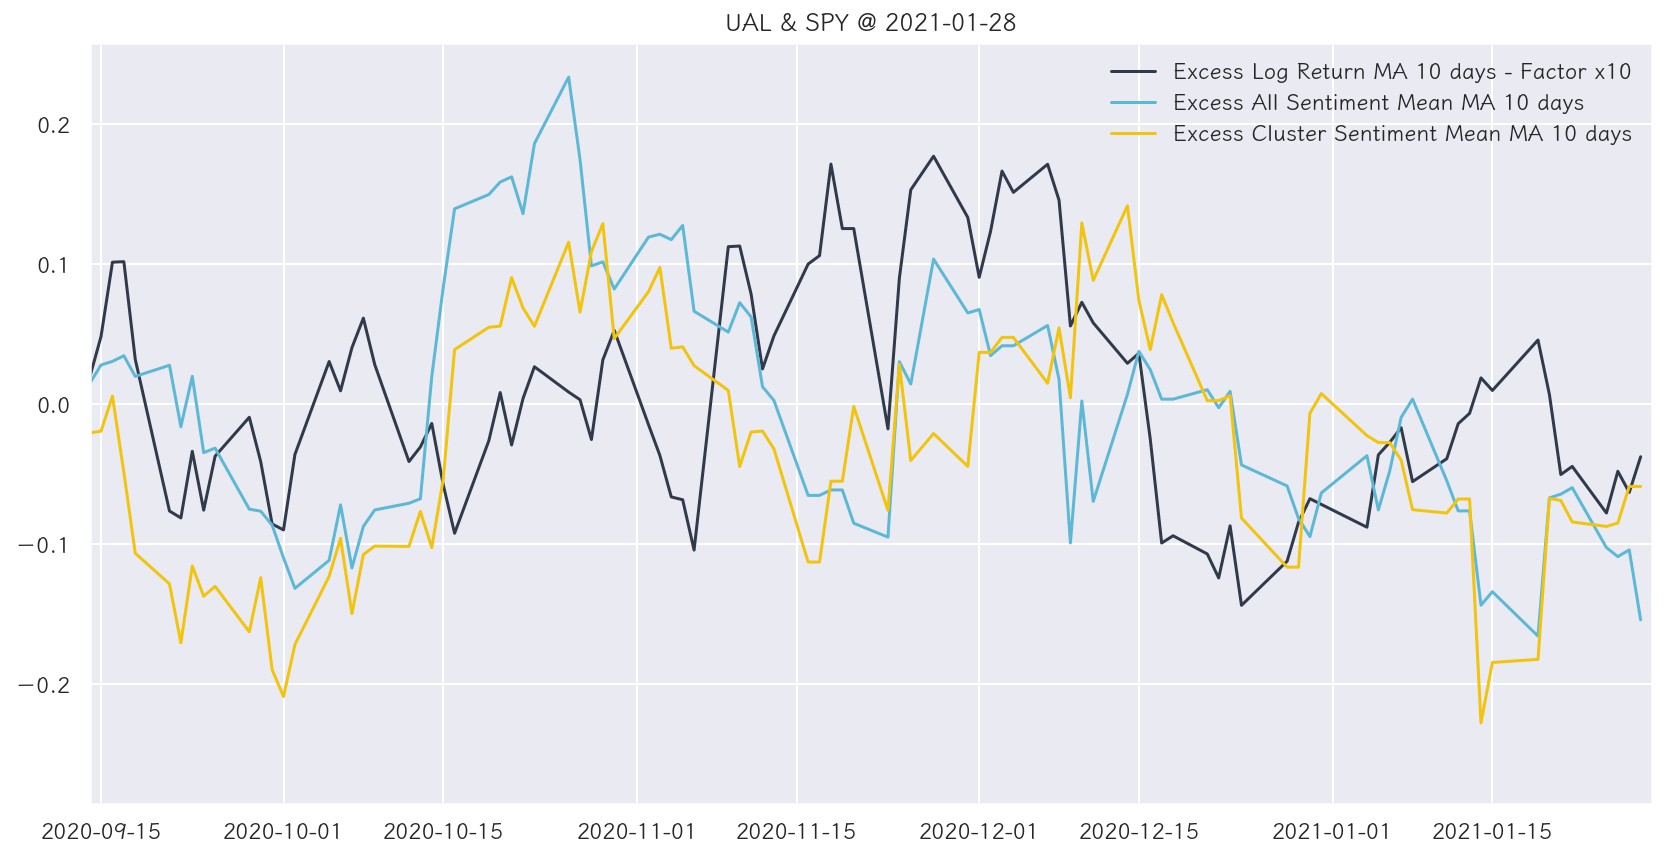 UAL & SPY @ 2021-01-28
Excess Log Return MA 10 days - Factor x10
Excess All Sentiment Mean MA 10 days
Excess Cluster Sentiment Mean MA 10 days
0.2
0.1
0.0
−0.1
−0.2
2020-09-15 2020-10-01 2020-10-15 2020-11-01 2020-11-15 2020-12-01 2020-12-15 2021-01-01 2021-01-15